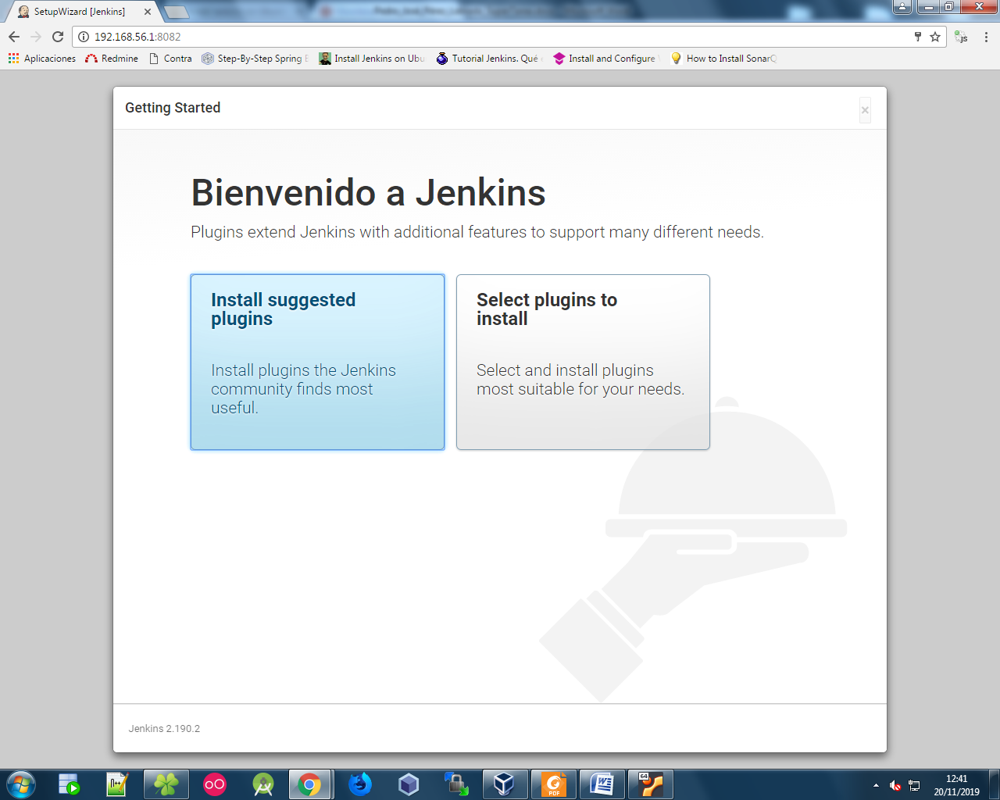 SetupWizard [Jenkins]
192.168.56.1:8082
Aplicaciones
Redmine
Contra
Step-By-Step Spring
Install Jenkins on Ubu
Tutorial Jenkins. Qué
Install and Configure
How to Install SonarQ
Getting Started
Bienvenido a Jenkins
Plugins extend Jenkins with additional features to support many different needs.
Install suggested
plugins
Install plugins the Jenkins
community finds most
useful.
Select plugins to
install
Select and install plugins
most suitable for your needs.
Jenkins 2.190.2
12:41
20/11/2019